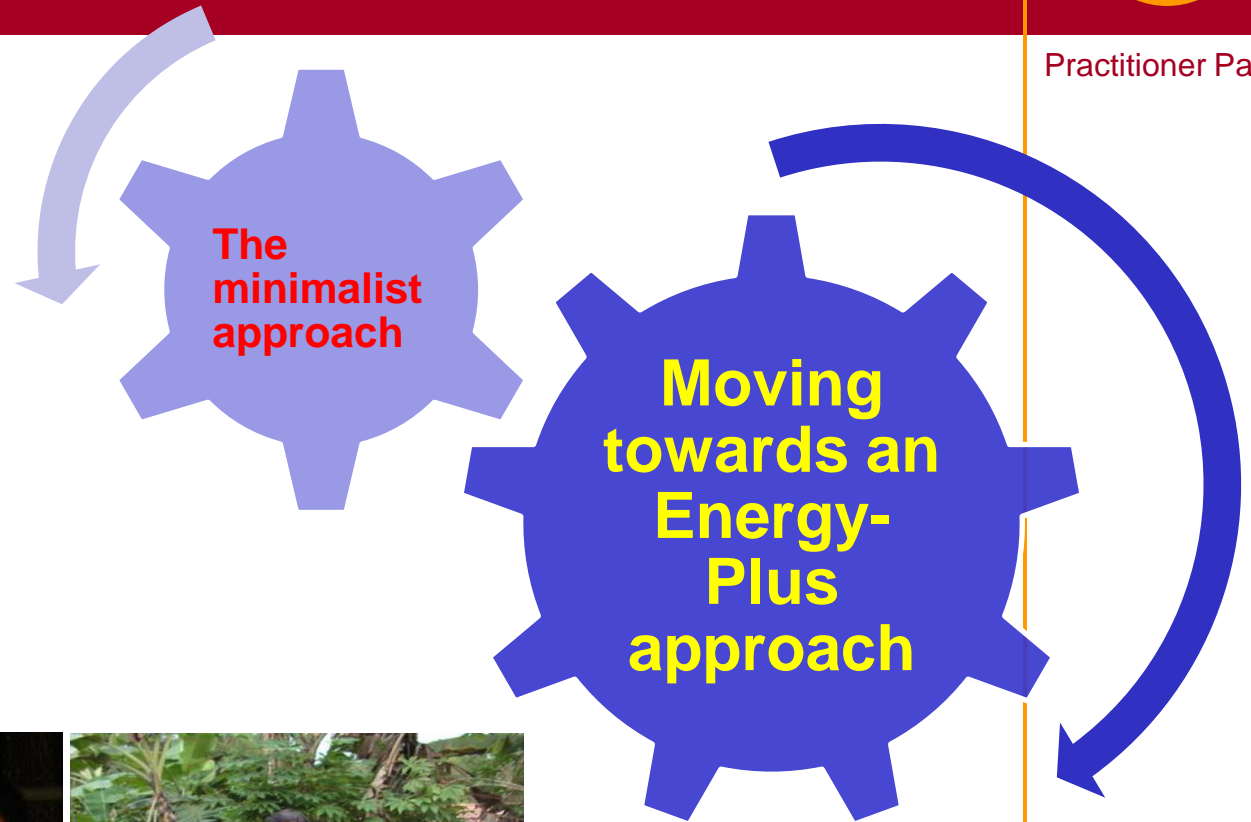 Practitioner Pa
The
minimalist
approach
Moving
towards an
Energy-
Plus
approach